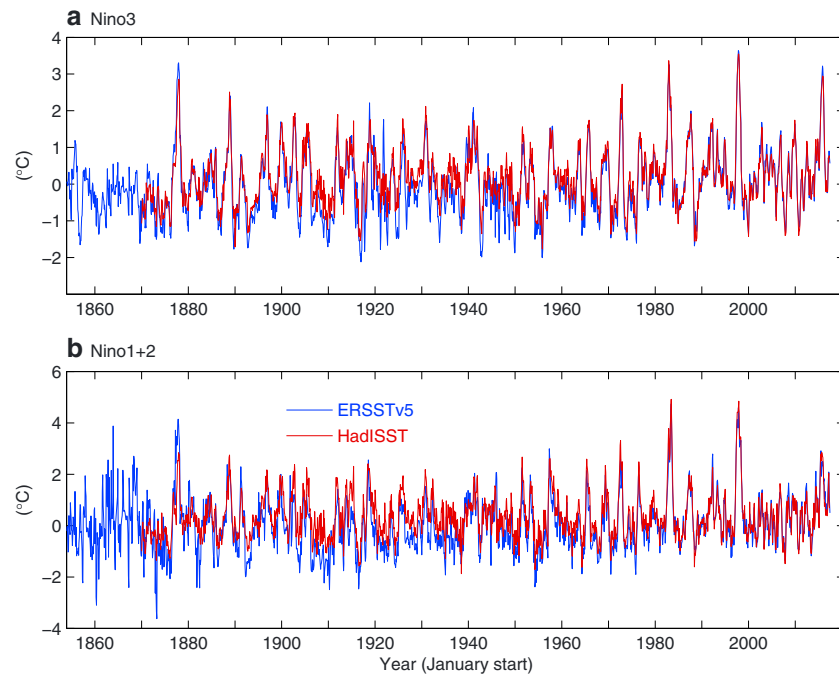 a Nino3
4
3
2
1
0
−1
−2
(°C)
1860 1880 1900 1920 1940 1960 1980 2000
b Nino1+2
6
4
2
0
−2
−4
(°C)
ERSSTv5
HadISST
1860 1880 1900 1920 1940 1960 1980 2000
Year (January start)